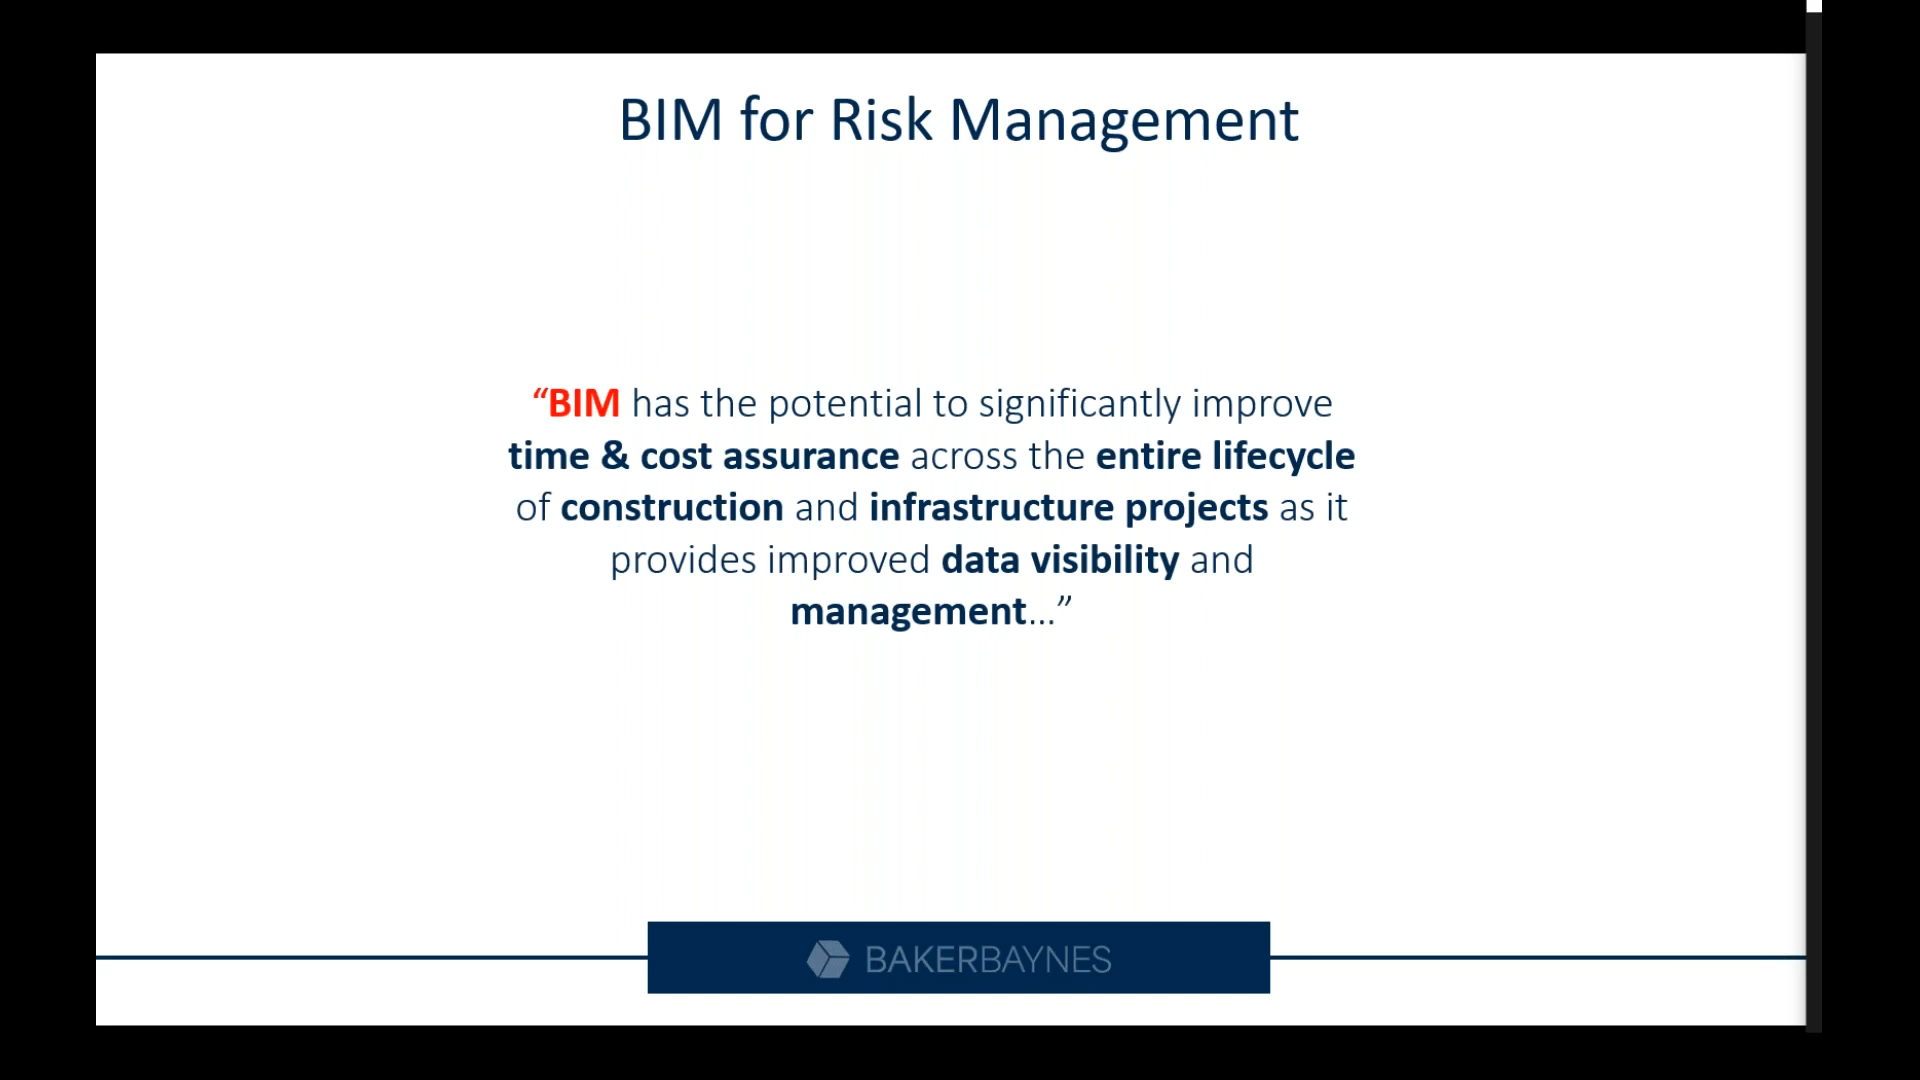 BIM for Risk Management
“BIM has the potential to significantly improve
time & cost assurance across the entire lifecycle
of construction and infrastructure projects as it
provides improved data visibility and
management...”
BAKERBAYNES